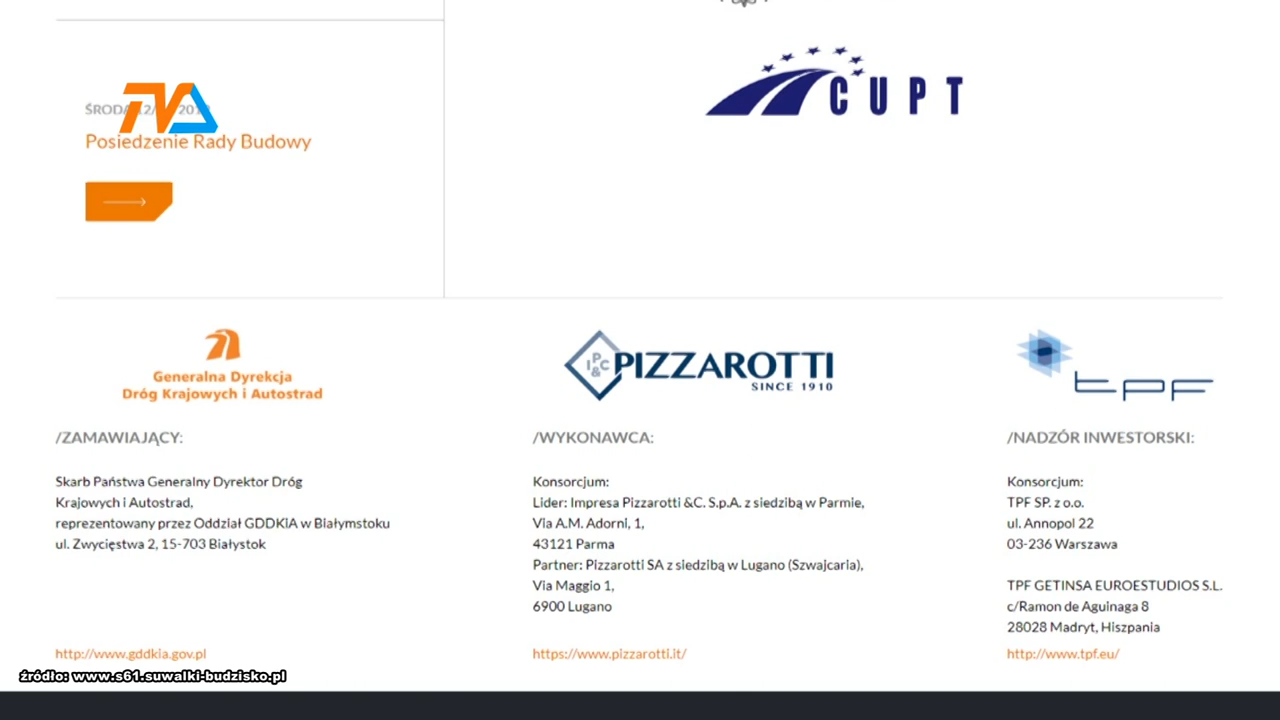 TVA
ŚRODA
Posiedzenie Rady Budowy
CUPT
Generalna Dyrekcja
Dróg Krajowych i Autostrad
/ZAMAWIAJĄCY:
Skarb Państwa Generalny Dyrektor Dróg
Krajowych i Autostrad,
reprezentowany przez Oddział GDDKIA w Białymstoku
ul. Zwycięstwa 2, 15-703 Białystok
http://www.gddkia.gov.pl
IPC&
PIZZAROTTI
SINCE 1910
/WYKONAWCA:
Konsorcjum:
Lider: Impresa Pizzarotti &C. S.p.A. z siedzibą w Parmie,
Via A.M. Adorni, 1,
43121 Parma
Partner: Pizzarotti SA z siedzibą w Lugano (Szwajcaria),
Via Maggio 1,
6900 Lugano
https://www.pizzarotti.it/
tpf
/NADZÓR INWESTORSKI:
Konsorcjum:
TPF SP. z o.o.
ul. Annopol 22
03-236 Warszawa
TPF GETINSA EUROESTUDIOS S.L.
c/Ramon de Aguinaga 8
28028 Madryt, Hiszpania
http://www.tpf.eu/
źródło: www.s61.suwalki-budzisko.pl